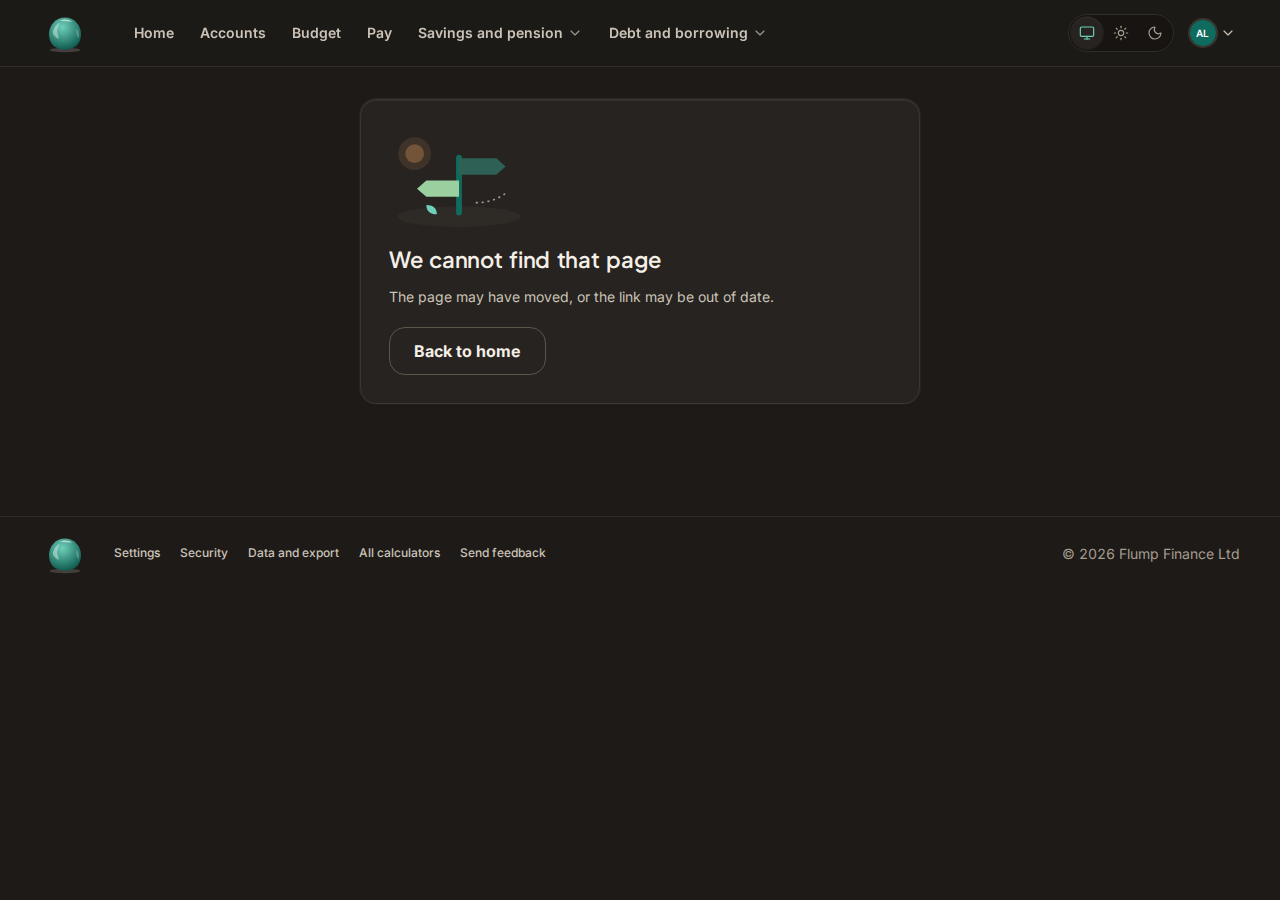 Home Accounts Budget Pay Savings and pension Debt and borrowing AL
We cannot find that page
The page may have moved, or the link may be out of date.
Back to home
Settings Security Data and export All calculators Send feedback © 2026 Flump Finance Ltd